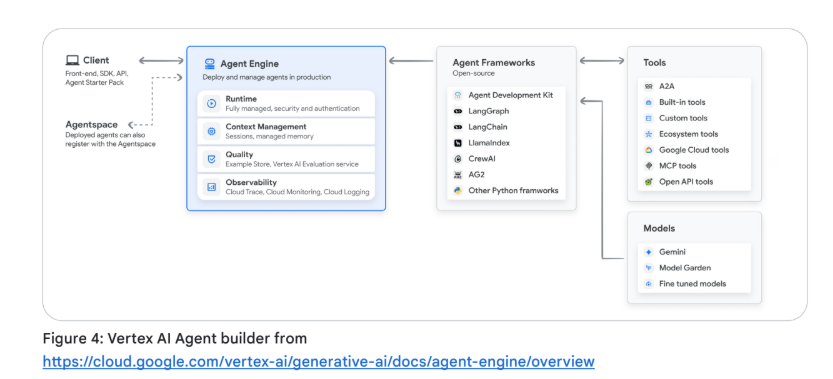 Client
Front-end, SDK, API,
Agent Starter Pack
Agentspace
Deployed agents can also
register with the Agentspace
Agent Engine
Deploy and manage agents in production
Runtime
Fully managed, security and authentication
Context Management
Sessions, managed memory
Quality
Example Store, Vertex AI Evaluation service
Observability
Cloud Trace, Cloud Monitoring, Cloud Logging
Agent Frameworks
Open-source
Agent Development Kit
LangGraph
LangChain
LlamaIndex
CrewAI
AG2
Other Python framworks
Tools
A2A
Built-in tools
Custom tools
Ecosystem tools
Google Cloud tools
MCP tools
Open API tools
Models
Gemini
Model Garden
Fine tuned models
Figure 4: Vertex AI Agent builder from
https://cloud.google.com/vertex-ai/generative-ai/docs/agent-engine/overview